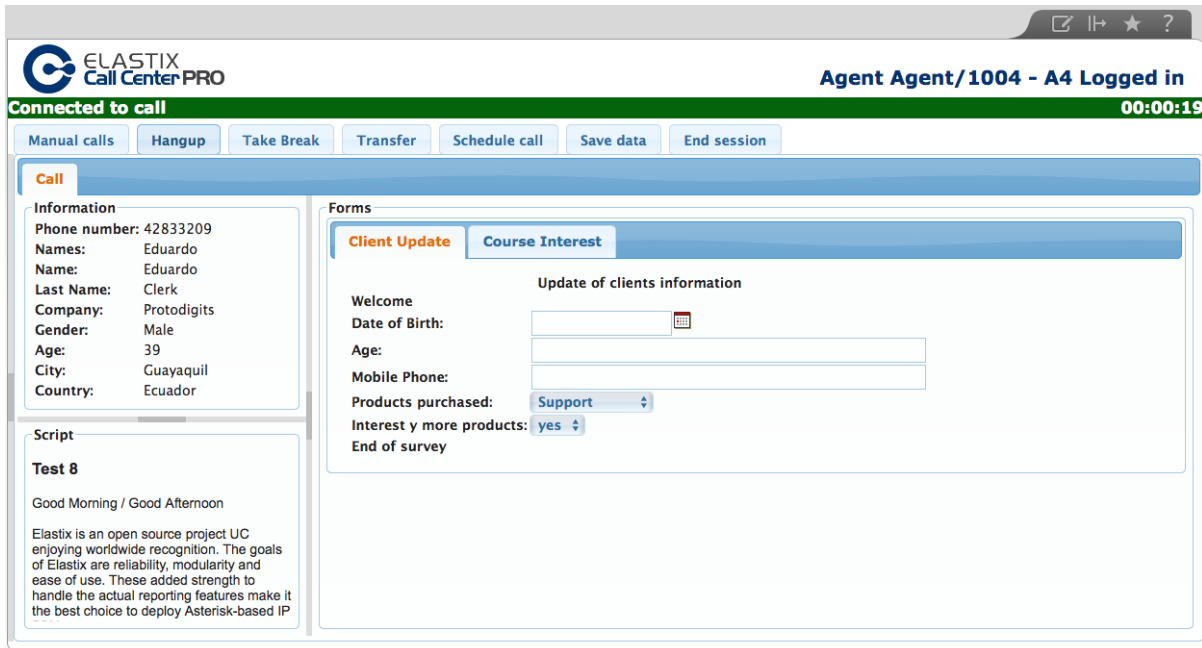 ?
ELASTIX
Call Center PRO
Agent Agent/1004 - A4 Logged in
Connected to call 00:00:19
Manual calls Hangup Take Break Transfer Schedule call Save data End session
Call
Information
Phone number: 42833209
Names: Eduardo
Name: Eduardo
Last Name: Clerk
Company: Protodigits
Gender: Male
Age: 39
City: Guayaquil
Country: Ecuador
Script
Test 8
Good Morning / Good Afternoon
Elastix is an open source project UC
enjoying worldwide recognition. The goals
of Elastix are reliability, modularity and
ease of use. These added strength to
handle the actual reporting features make it
the best choice to deploy Asterisk-based IP
Forms
Client Update Course Interest
Update of clients information
Welcome
Date of Birth:
Age:
Mobile Phone:
Products purchased: Support
Interest y more products: yes
End of survey